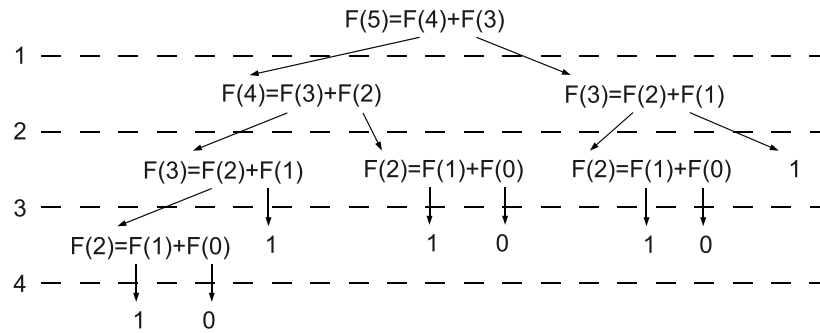 F(5)=F(4)+F(3)
1
F(4)=F(3)+F(2) F(3)=F(2)+F(1)
2
F(3)=F(2)+F(1) F(2)=F(1)+F(0) F(2)=F(1)+F(0) 1
3
F(2)=F(1)+F(0) 1 1 0 1 0
4
1 0